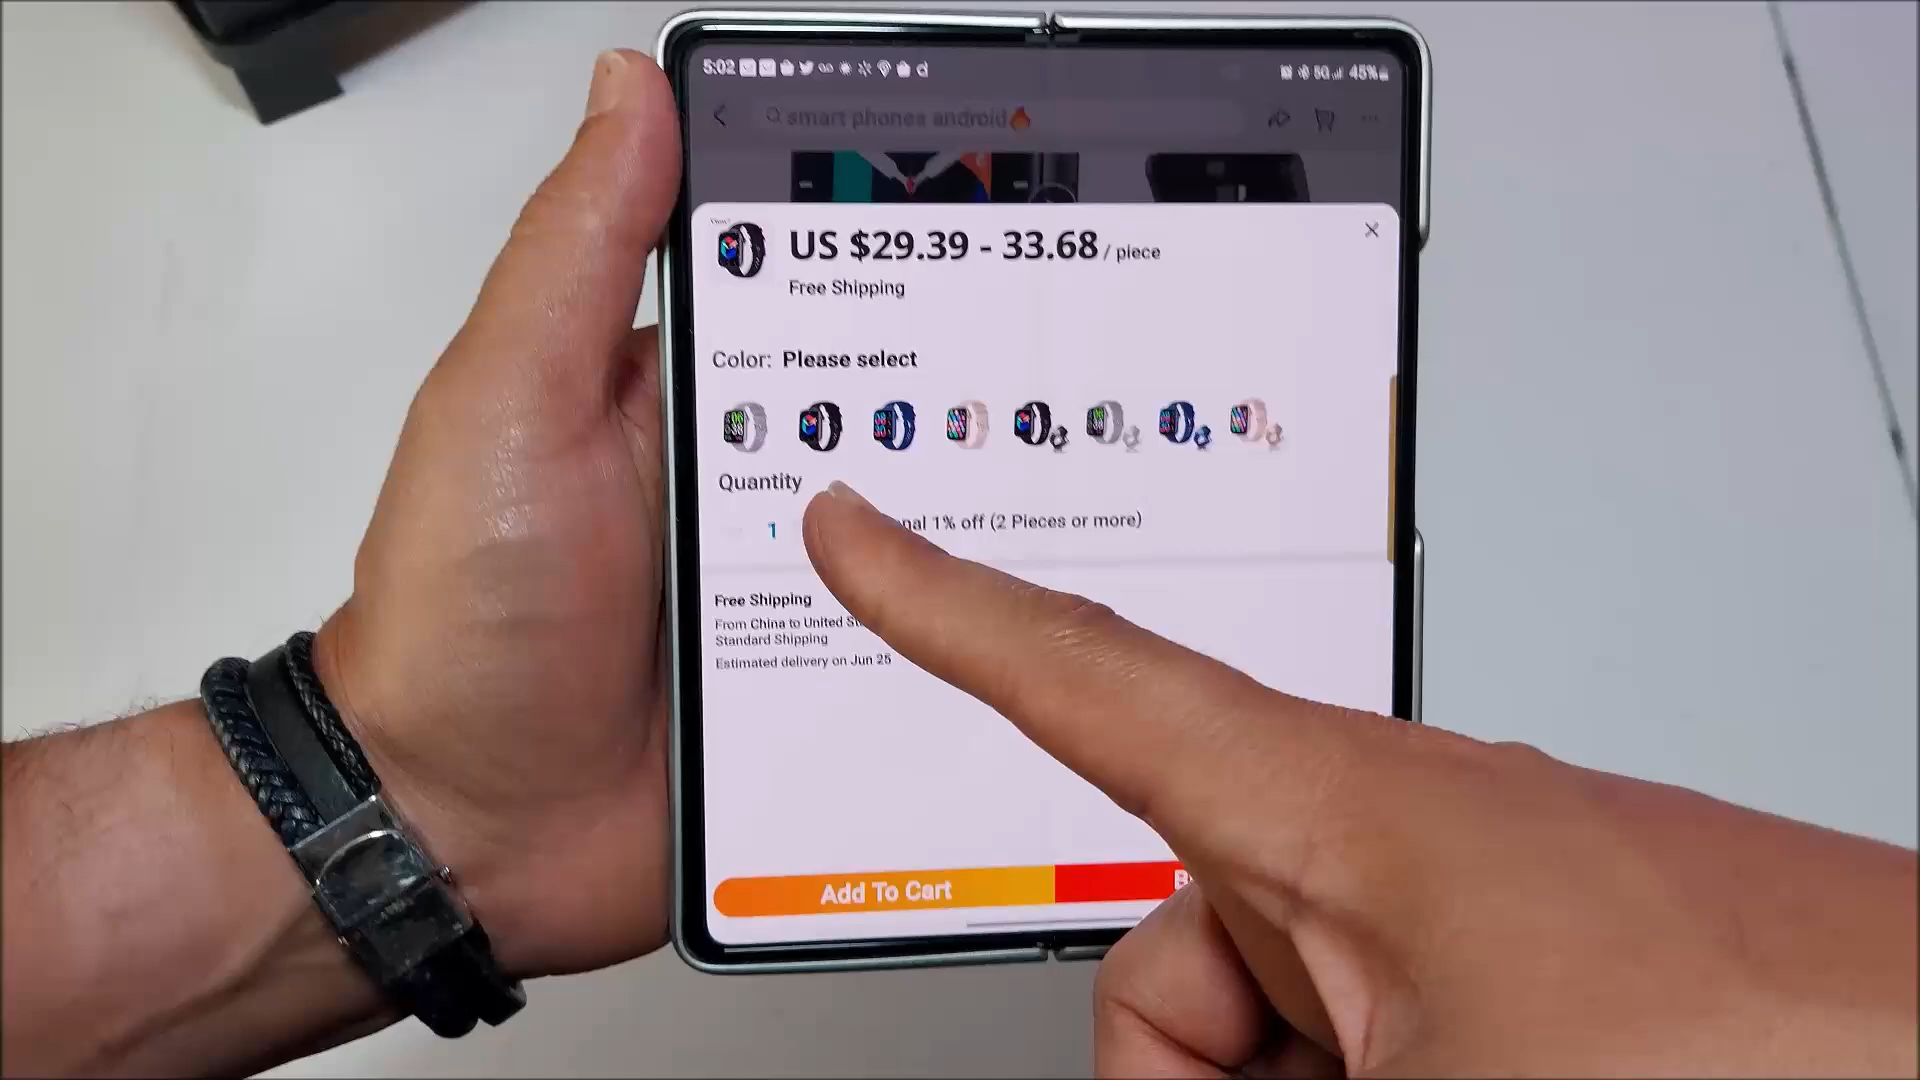 5:02
5G 45%
smart phones android🔥
US $29.39 - 33.68 / piece
Free Shipping
Color: Please select
Quantity
1
1% off (2 Pieces or more)
Free Shipping
From China to United
Standard Shipping
Estimated delivery on Jun 25
Add To Cart